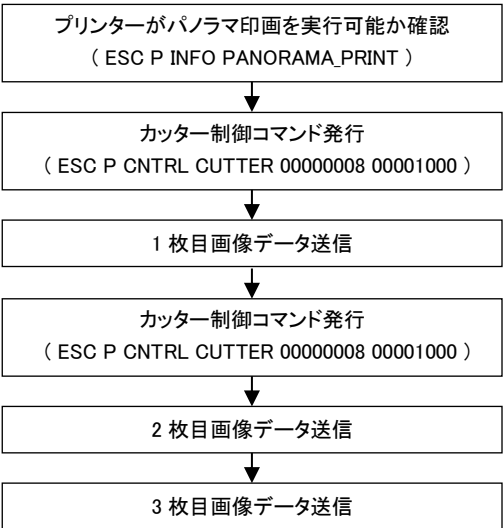 プリンターがパノラマ印画を実行可能か確認
( ESC P INFO PANORAMA_PRINT )
カッター制御コマンド発行
( ESC P CNTRL CUTTER 00000008 00001000 )
1 枚目画像データ送信
カッター制御コマンド発行
( ESC P CNTRL CUTTER 00000008 00001000 )
2 枚目画像データ送信
3 枚目画像データ送信